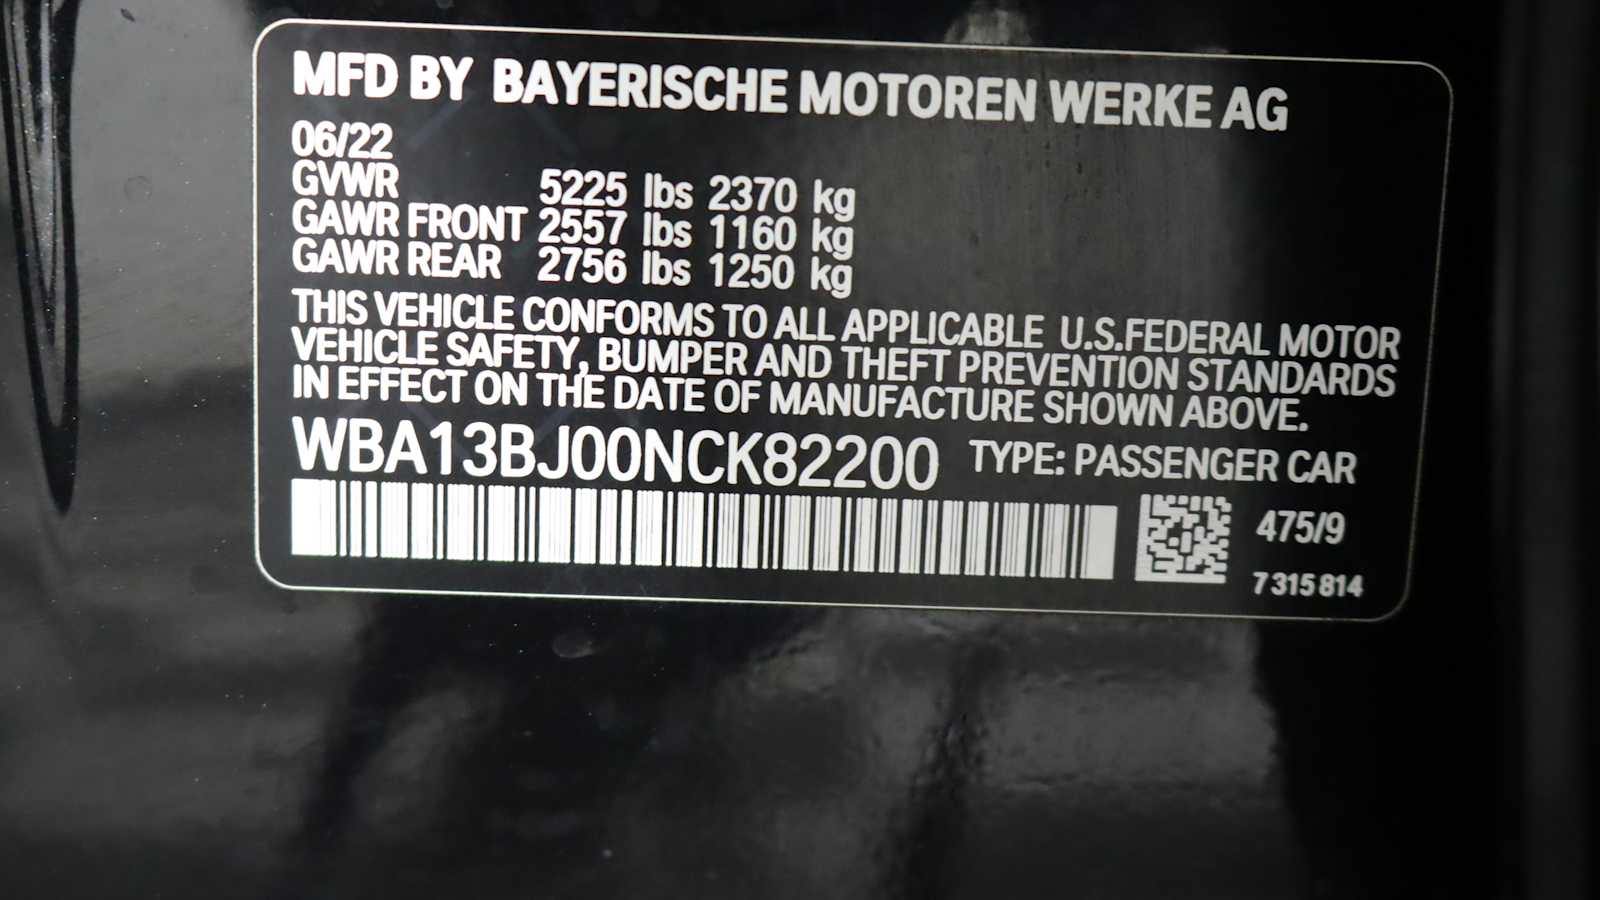 MFD BY BAYERISCHE MOTOREN WERKE AG
06/22
GVWR 5225 lbs 2370 kg
GAWR FRONT 2557 lbs 1160 kg
GAWR REAR 2756 lbs 1250 kg
THIS VEHICLE CONFORMS TO ALL APPLICABLE U.S.FEDERAL MOTOR
VEHICLE SAFETY, BUMPER AND THEFT PREVENTION STANDARDS
IN EFFECT ON THE DATE OF MANUFACTURE SHOWN ABOVE.
WBA13BJ00NCK82200 TYPE: PASSENGER CAR
475/9
7 315 814